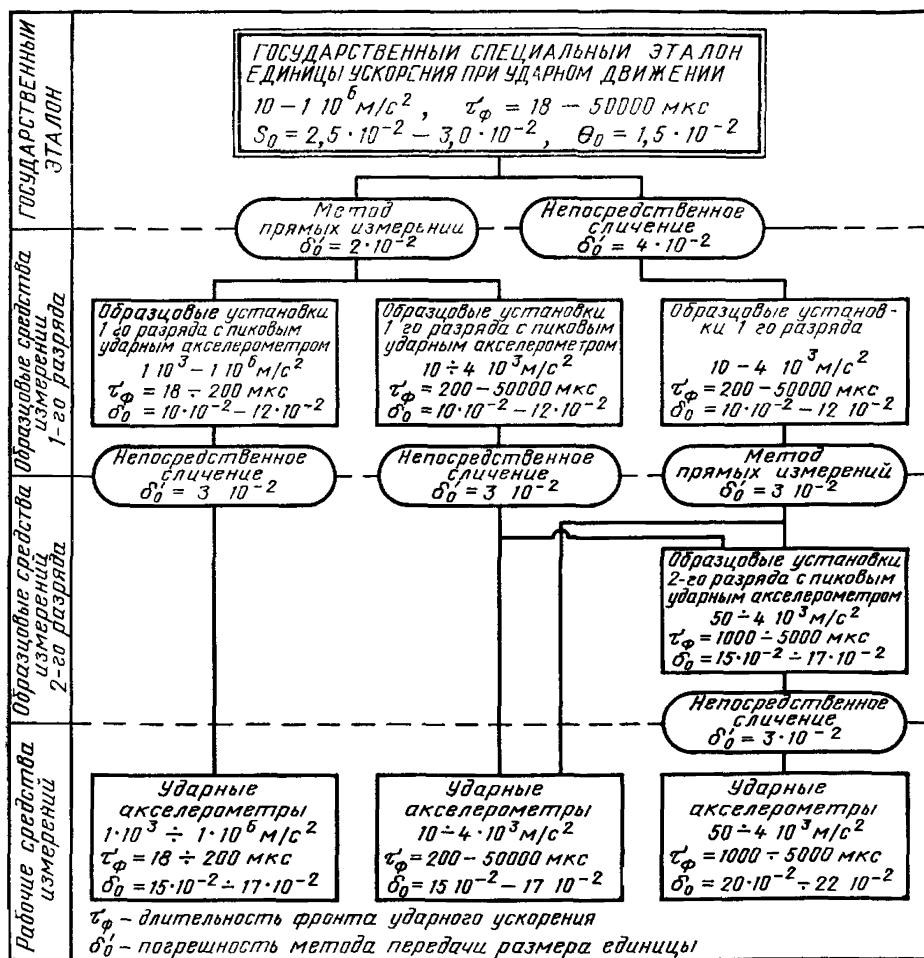 ГОСУДАРСТВЕННЫЙ
ЭТАЛОН
ГОСУДАРСТВЕННЫЙ СПЕЦИАЛЬНЫЙ ЭТАЛОН
ЕДИНИЦЫ УСКОРЕНИЯ ПРИ УДАРНОМ ДВИЖЕНИИ
10 – 1 10⁶ м/с², τ_ф = 18 – 50000 мкс
S₀ = 2,5·10⁻² – 3,0·10⁻², Θ₀ = 1,5·10⁻²
Метод
прямых измерении
δ₀′ = 2·10⁻²
Непосредственное
сличение
δ₀′ = 4·10⁻²
Образцовые средства
измерений
1-го разряда
Образцовые установки
1 го разряда с пиковым
ударным акселерометром
1 10³ – 1 10⁶ м/с²
τ_ф = 18 ÷ 200 мкс
δ₀ = 10·10⁻² – 12·10⁻²
Образцовые установки
1 го разряда с пиковым
ударным акселерометром
10 ÷ 4 10³ м/с²
τ_ф = 200 – 50000 мкс
δ₀ = 10·10⁻² – 12·10⁻²
Образцовые установ-
ки 1 го разряда
10 – 4 10³ м/с²
τ_ф = 200 – 50000 мкс
δ₀ = 10·10⁻² – 12 10⁻²
Непосредственное
сличение
δ₀′ = 3 10⁻²
Непосредственное
сличение
δ₀′ = 3 10⁻²
Метод
прямых измерений
δ₀′ = 3 10⁻²
Образцовые средства
измерений
2-го разряда
Образцовые установки
2-го разряда с пиковым
ударным акселерометром
50 ÷ 4 10³ м/с²
τ_ф = 1000 ÷ 5000 мкс
δ₀ = 15·10⁻² ÷ 17·10⁻²
Непосредственное
сличение
δ₀′ = 3·10⁻²
Рабочие средства
измерений
Ударные
акселерометры
1·10³ ÷ 1·10⁶ м/с²
τ_ф = 18 ÷ 200 мкс
δ₀ = 15·10⁻² ÷ 17·10⁻²
Ударные
акселерометры
10 ÷ 4·10³ м/с²
τ_ф = 200 – 50000 мкс
δ₀ = 15 10⁻² – 17 10⁻²
Ударные
акселерометры
50 ÷ 4 10³ м/с²
τ_ф = 1000 ÷ 5000 мкс
δ₀ = 20·10⁻² ÷ 22 10⁻²
τ_ф – длительность фронта ударного ускорения
δ₀′ – погрешность метода передачи размера единицы